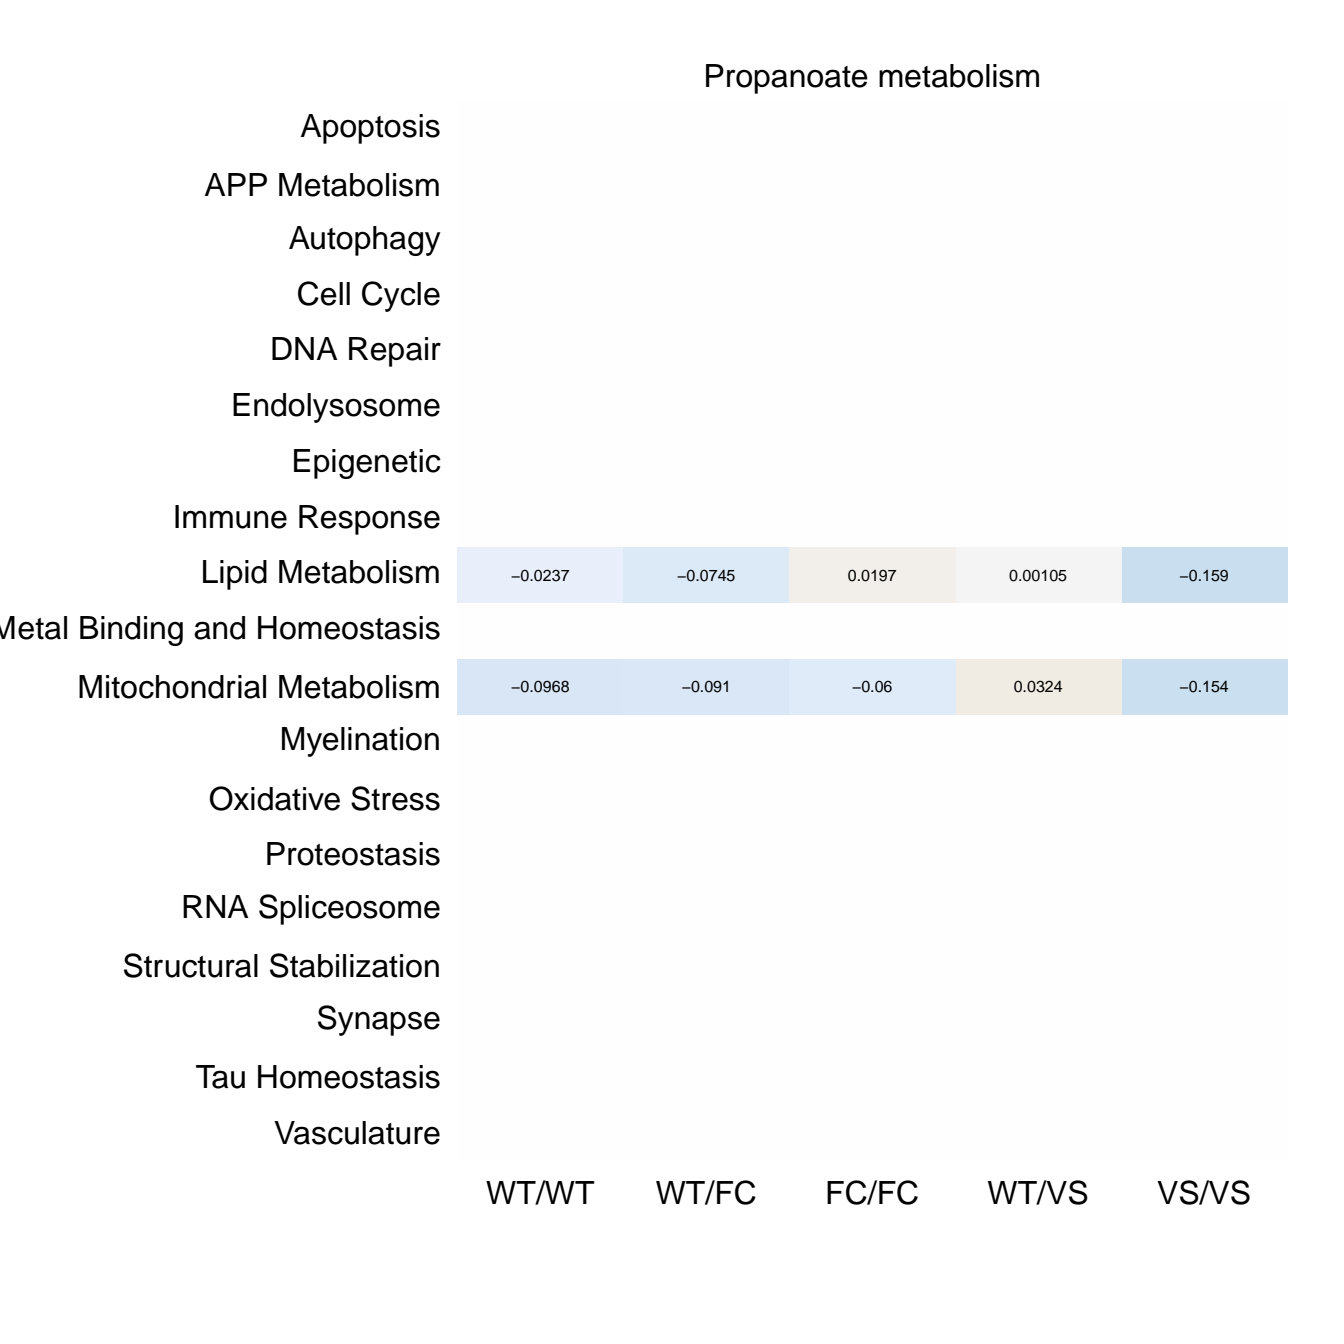 Propanoate metabolism
Apoptosis
APP Metabolism
Autophagy
Cell Cycle
DNA Repair
Endolysosome
Epigenetic
Immune Response
Lipid Metabolism −0.0237 −0.0745 0.0197 0.00105 −0.159
Metal Binding and Homeostasis
Mitochondrial Metabolism −0.0968 −0.091 −0.06 0.0324 −0.154
Myelination
Oxidative Stress
Proteostasis
RNA Spliceosome
Structural Stabilization
Synapse
Tau Homeostasis
Vasculature
WT/WT WT/FC FC/FC WT/VS VS/VS